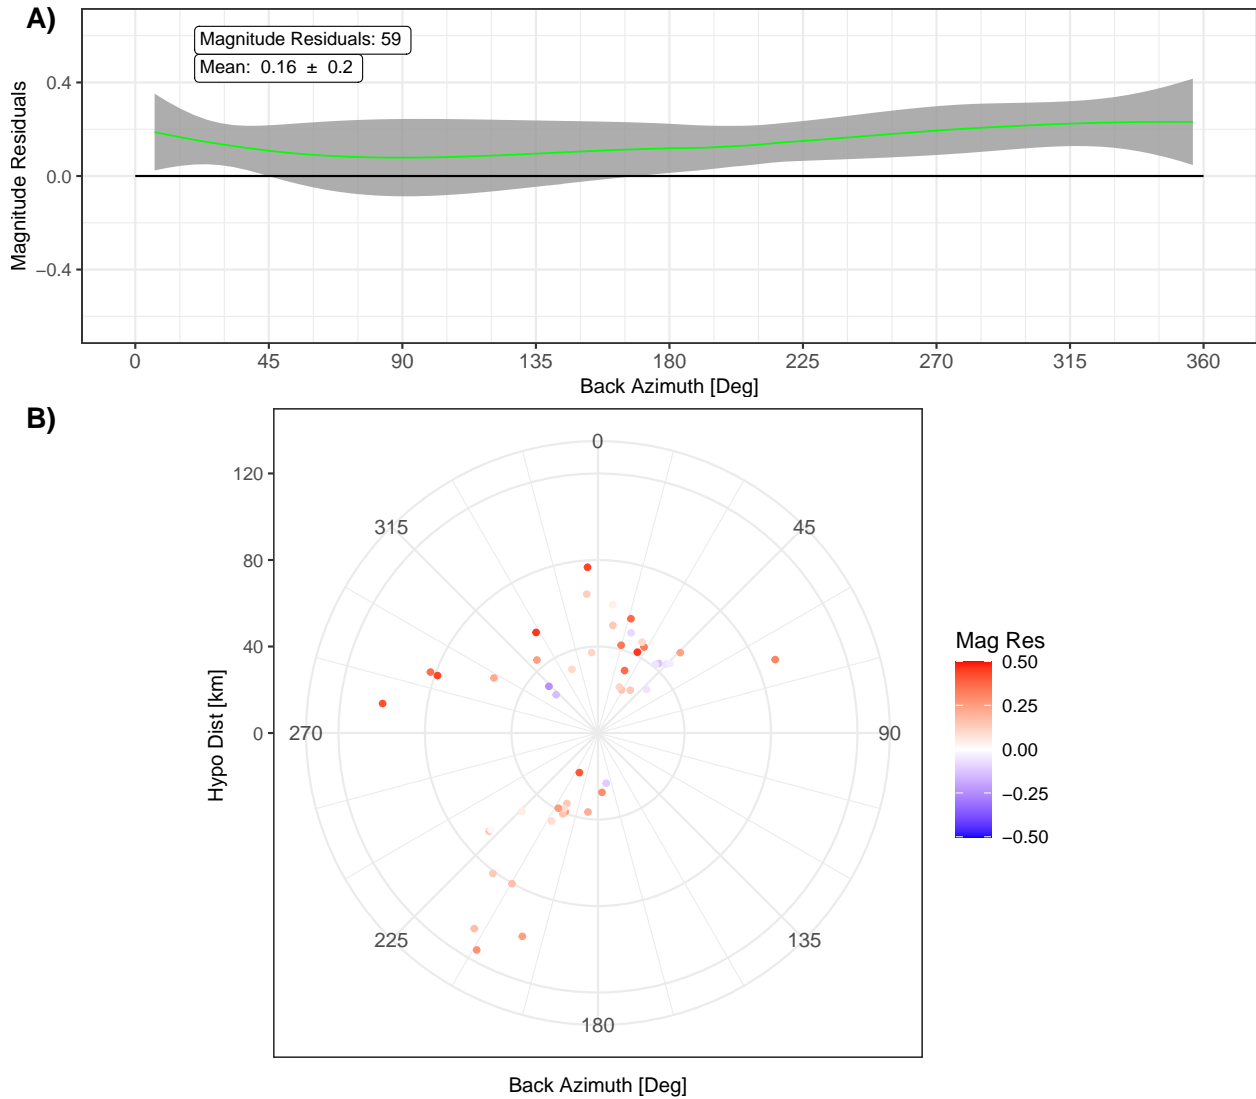 A)
Magnitude Residuals: 59
Mean:  0.16  ±  0.2
0.4
0.0
−0.4
Magnitude Residuals
0 45 90 135 180 225 270 315 360
Back Azimuth [Deg]
B)
0
45
90
135
180
225
270
315
120
80
40
0
Hypo Dist [km]
Back Azimuth [Deg]
Mag Res
0.50
0.25
0.00
−0.25
−0.50